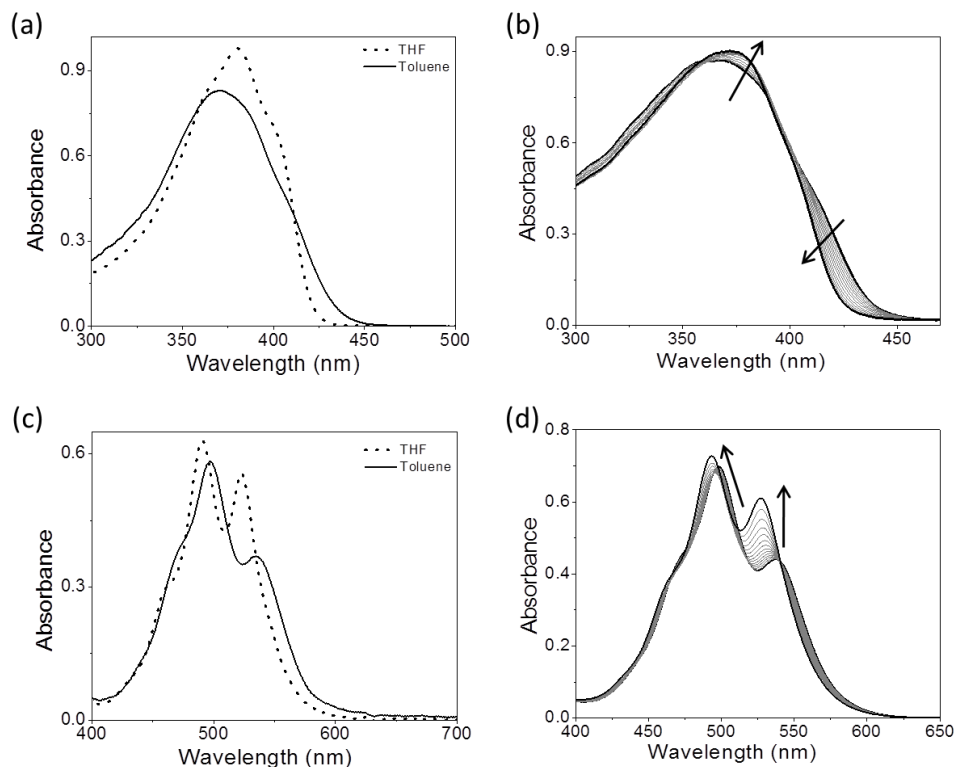 (a)
THF
Toluene
0.9
0.6
0.3
0.0
Absorbance
300 350 400 450 500
Wavelength (nm)
(b)
0.9
0.6
0.3
0.0
Absorbance
300 350 400 450
Wavelength (nm)
(c)
THF
Toluene
0.6
0.3
0.0
Absorbance
400 500 600 700
Wavelength (nm)
(d)
0.8
0.6
0.4
0.2
0.0
Absorbance
400 450 500 550 600 650
Wavelength (nm)